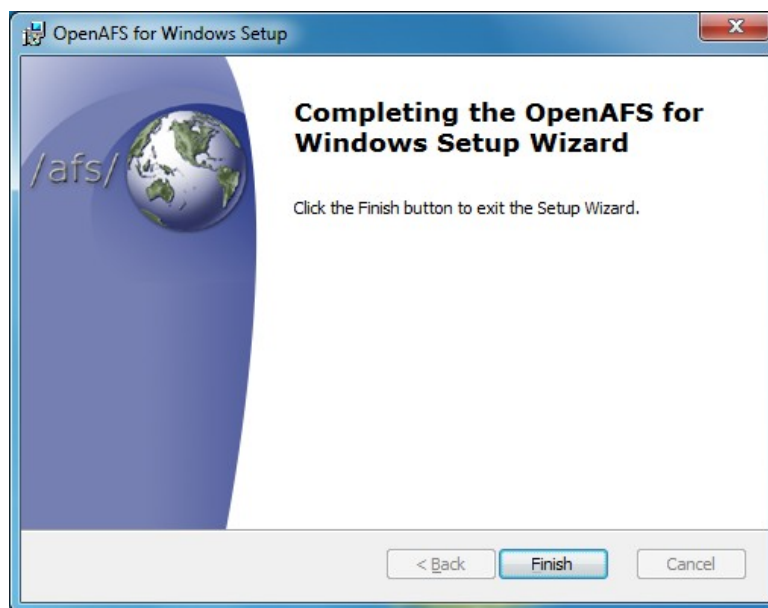 OpenAFS for Windows Setup
Completing the OpenAFS for
Windows Setup Wizard
/afs/
Click the Finish button to exit the Setup Wizard.
< Back
Finish
Cancel